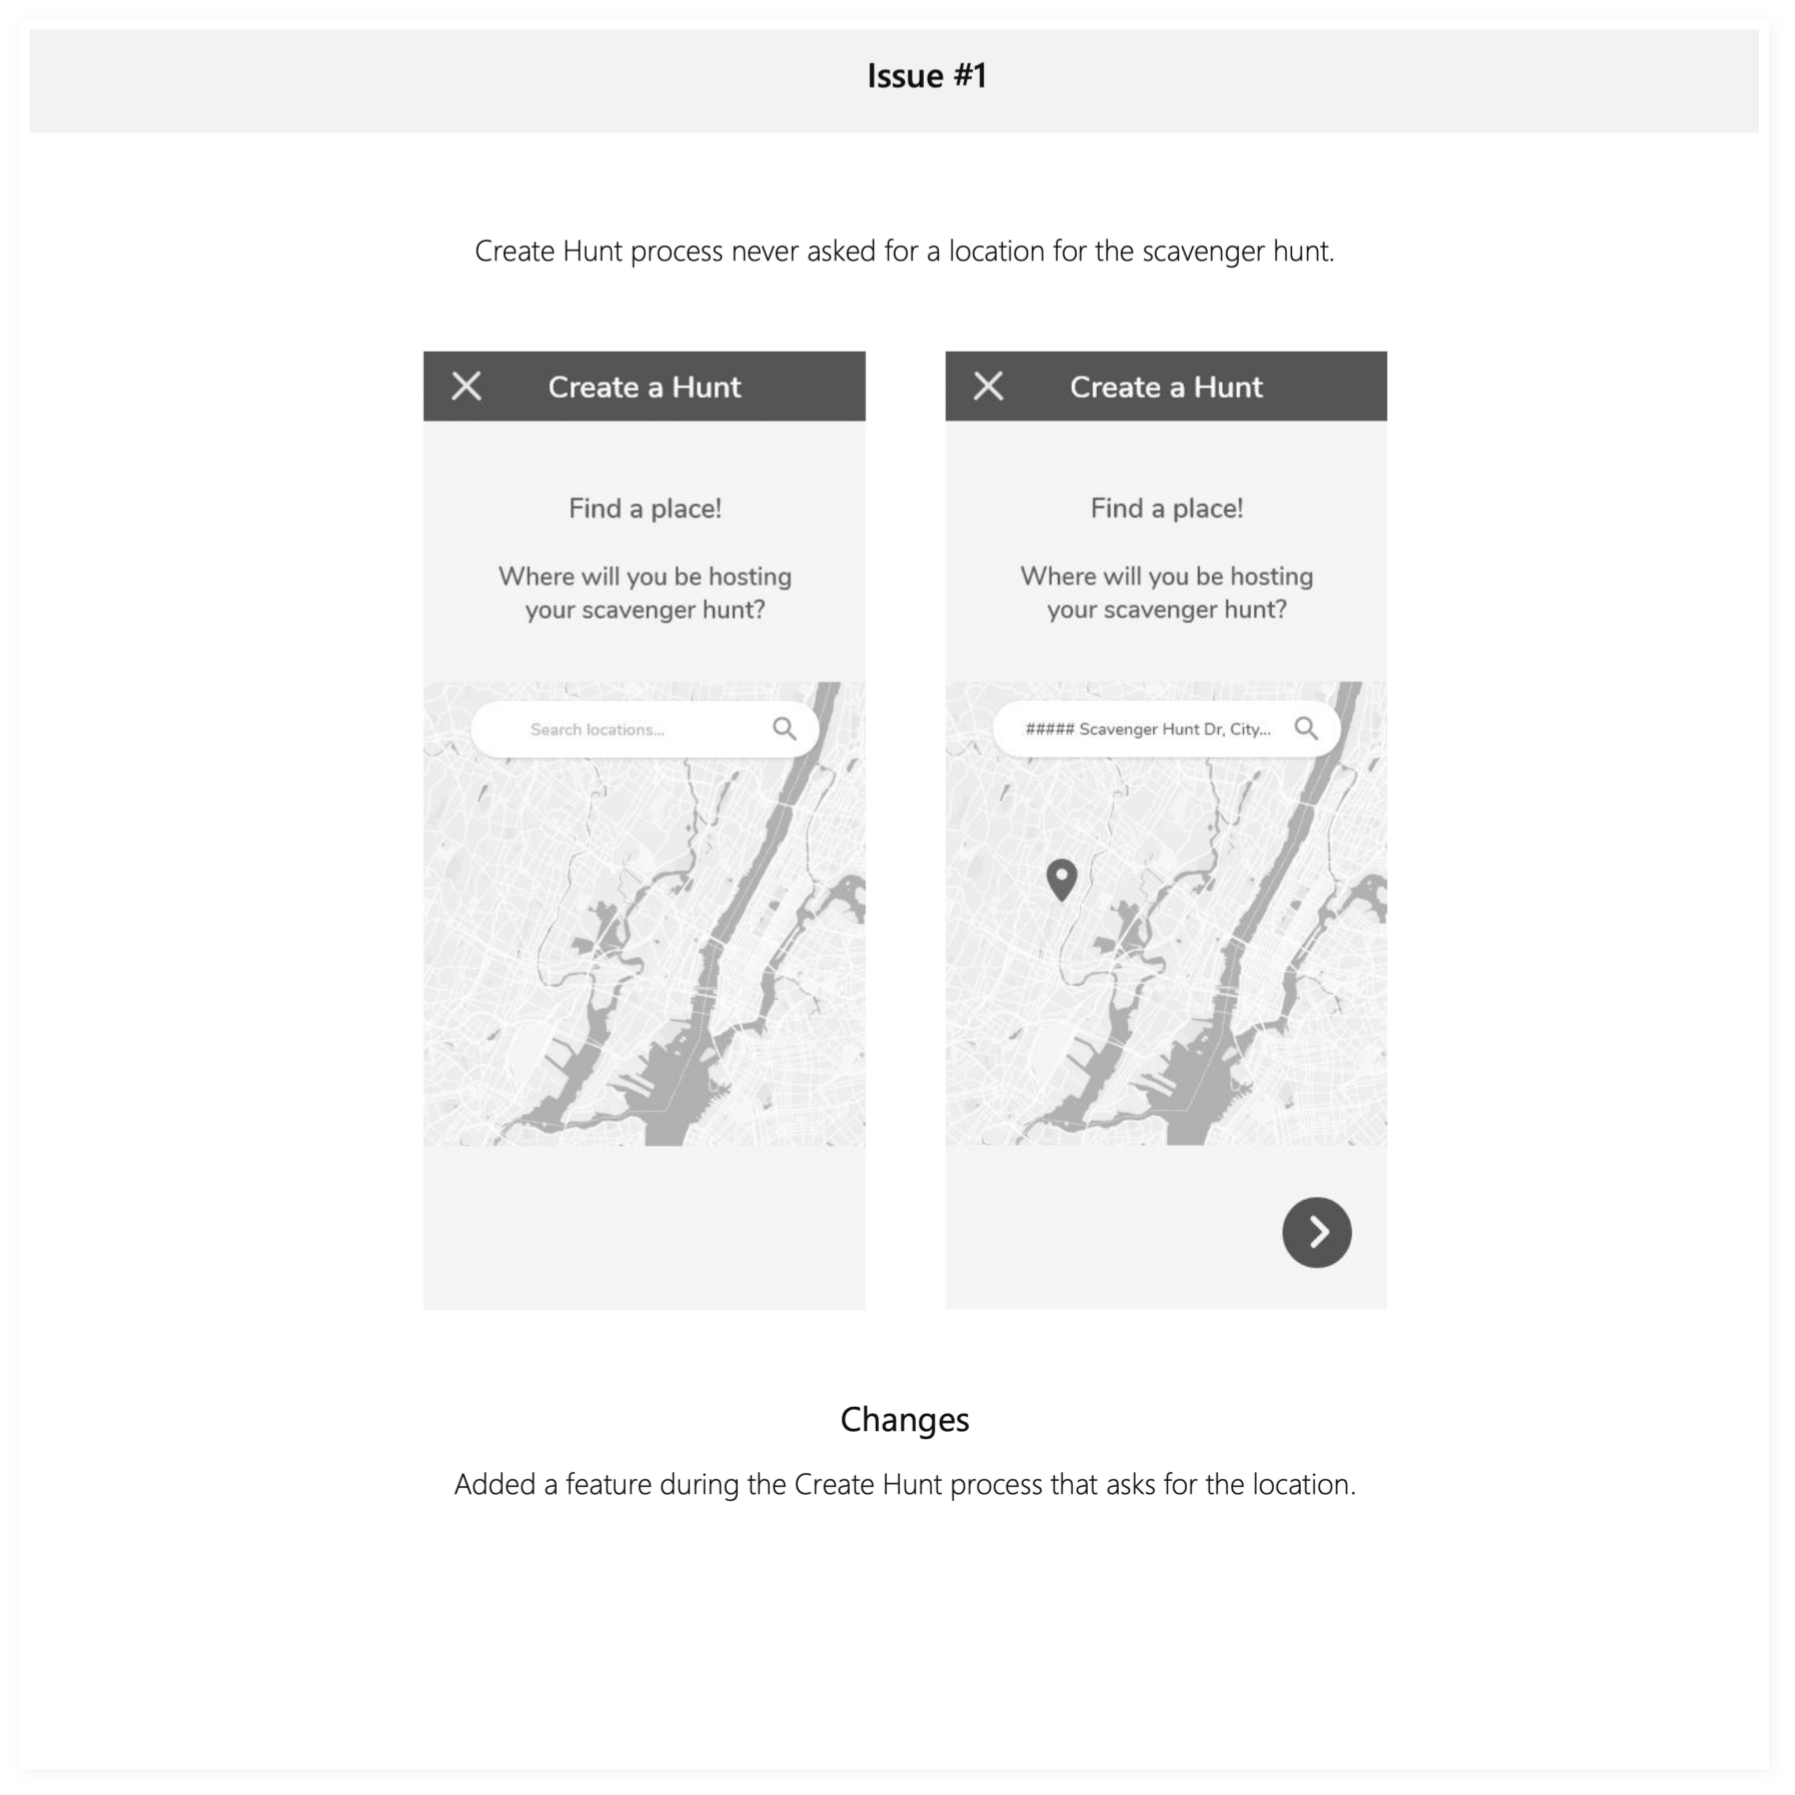 Issue #1
Create Hunt process never asked for a location for the scavenger hunt.
Create a Hunt
Find a place!
Where will you be hosting
your scavenger hunt?
Search locations...
Create a Hunt
Find a place!
Where will you be hosting
your scavenger hunt?
##### Scavenger Hunt Dr, City...
Changes
Added a feature during the Create Hunt process that asks for the location.